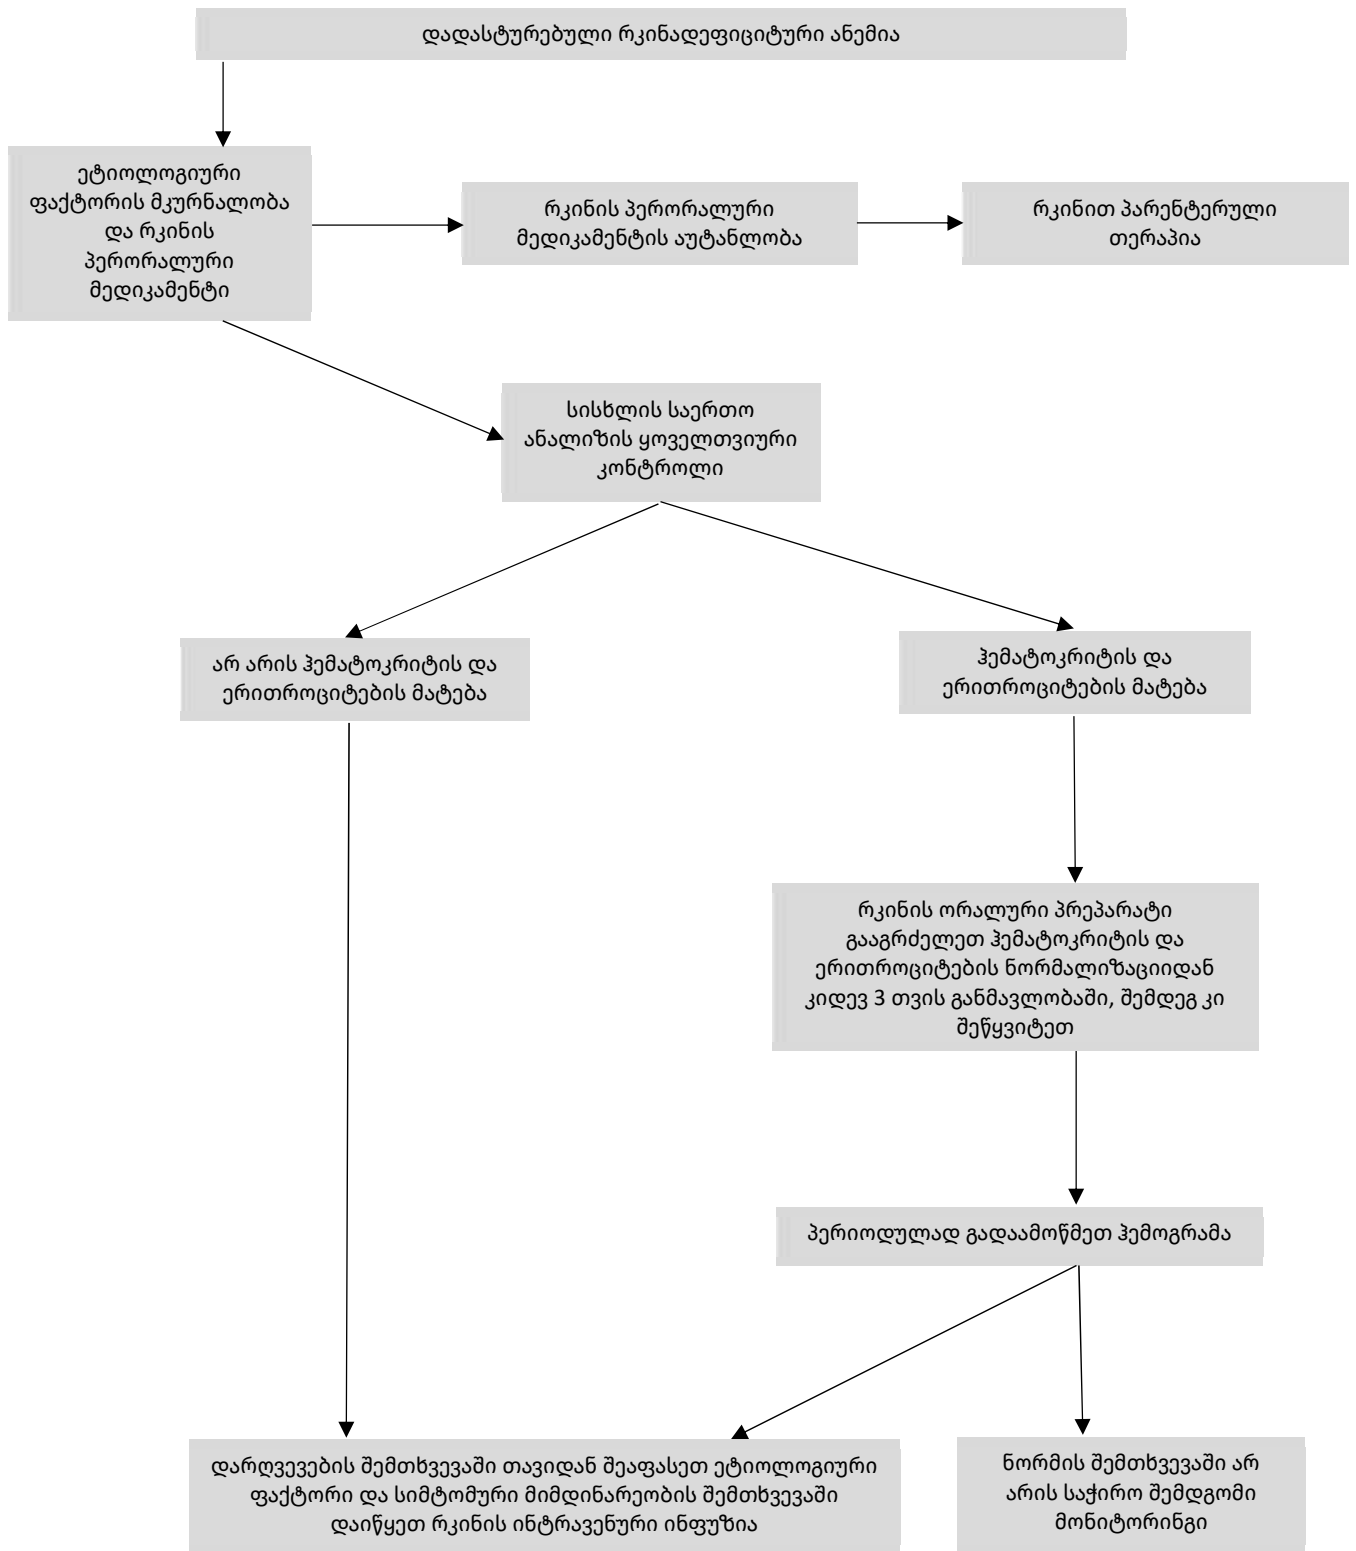 დადასტურებული რკინადეფიციტური ანემია
ეტიოლოგიური
ფაქტორის მკურნალობა
და რკინის
პერორალური
მედიკამენტი
რკინის პერორალური
მედიკამენტის აუტანლობა
რკინით პარენტერული
თერაპია
სისხლის საერთო
ანალიზის ყოველთვიური
კონტროლი
არ არის ჰემატოკრიტის და
ერითროციტების მატება
ჰემატოკრიტის და
ერითროციტების მატება
რკინის ორალური პრეპარატი
გააგრძელეთ ჰემატოკრიტის და
ერითროციტების ნორმალიზაციიდან
კიდევ 3 თვის განმავლობაში, შემდეგ კი
შეწყვიტეთ
პერიოდულად გადაამოწმეთ ჰემოგრამა
დარღვევების შემთხვევაში თავიდან შეაფასეთ ეტიოლოგიური
ფაქტორი და სიმტომური მიმდინარეობის შემთხვევაში
დაიწყეთ რკინის ინტრავენური ინფუზია
ნორმის შემთხვევაში არ
არის საჭირო შემდგომი
მონიტორინგი